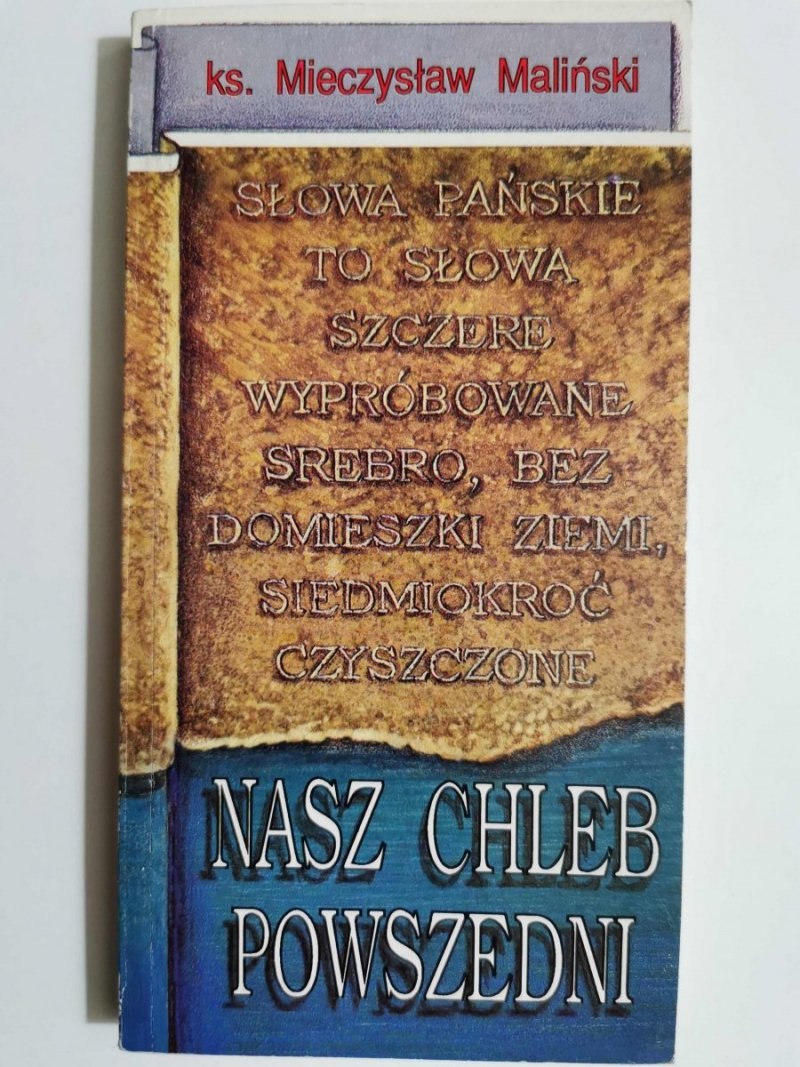 ks. Mieczysław Maliński
SŁOWA PAŃSKIE
TO SŁOWA
SZCZERE
WYPRÓBOWANE
SREBRO, BEZ
DOMIESZKI ZIEMI,
SIEDMIOKROĆ
CZYSZCZONE
NASZ CHLEB
POWSZEDNI